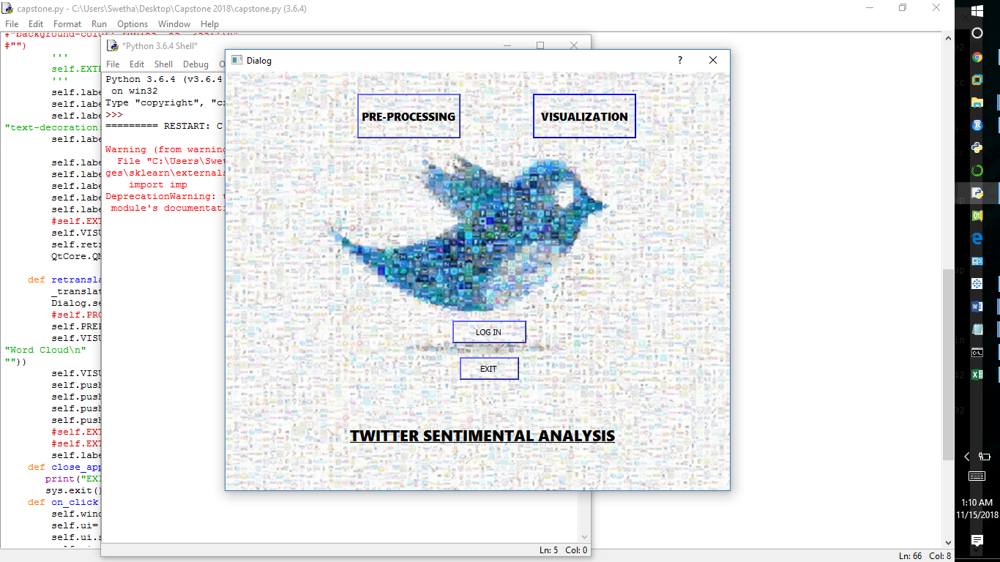 capstone.py - C:\Users\Swetha\Desktop\Capstone 2018\capstone.py (3.6.4)
File Edit Format Run Options Window Help
#"")
'''
self.EXTE
'''
self.labe
self.labe
self.labe
"text-decoration:
self.labe
self.labe
self.labe
self.labe
self.labe
self.labe
#self.EXT
self.VISU
self.retr
QtCore.QM
def retransla
_translat
Dialog.se
#self.PRO
self.PREP
self.VISU
"Word Cloud\n"
""))
self.VISU
self.push
self.push
self.push
self.push
#self.EXT
#self.EXT
self.labe
def close_app
print("EXI
sys.exit()
def on_click
self.wind
self.ui=
self.ui.s
*Python 3.6.4 Shell*
File Edit Shell Debug O
Python 3.6.4 (v3.6.4
on win32
Type "copyright", "cr
>>>
========= RESTART: C
Warning (from warning
File "C:\Users\Swet
ges\sklearn\externals
import imp
DeprecationWarning: t
module's documentati
Ln: 5 Col: 0
Dialog
?
PRE-PROCESSING
VISUALIZATION
LOG IN
EXIT
TWITTER SENTIMENTAL ANALYSIS
Ln: 66 Col: 8
1:10 AM
11/15/2018